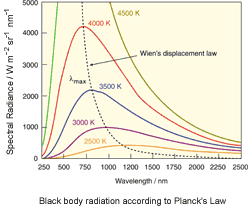 Spectral Radiance / W m⁻² sr⁻¹ nm⁻¹
5000
4000
3000
2000
1000
0
4500 K
4000 K
Wien's displacement law
λmax
3500 K
3000 K
2500 K
250 500 750 1000 1250 1500 1750 2000 2250 2500
Wavelength / nm
Black body radiation according to Planck's Law